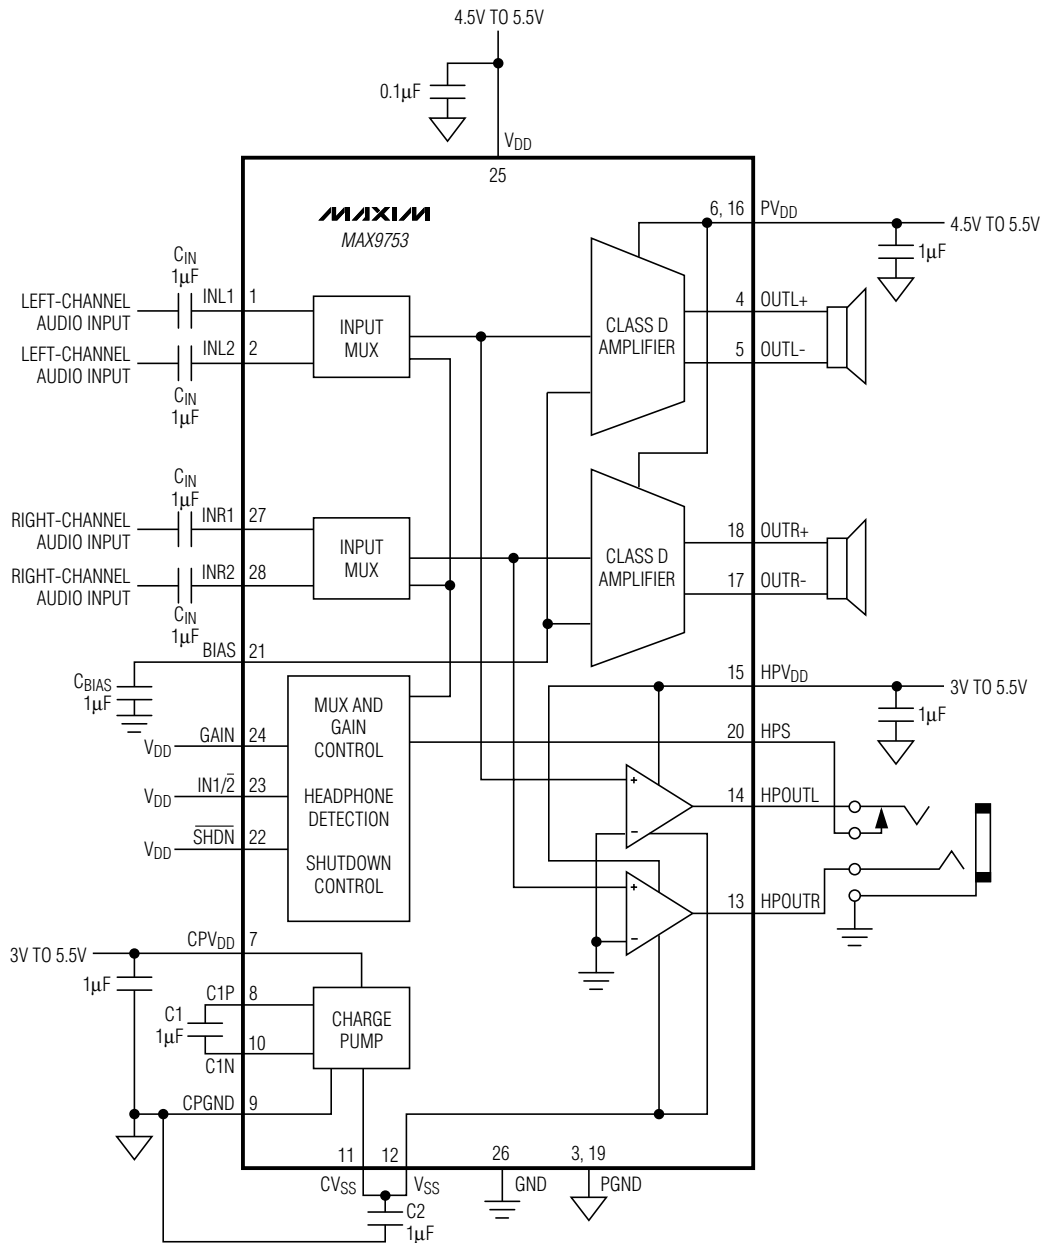 4.5V TO 5.5V
0.1µF
VDD
25
MAXIM
MAX9753
6, 16 PVDD
4.5V TO 5.5V
1µF
CIN
1µF
LEFT-CHANNEL
AUDIO INPUT
INL1 1
LEFT-CHANNEL
AUDIO INPUT
INL2 2
CIN
1µF
INPUT
MUX
CLASS D
AMPLIFIER
4 OUTL+
5 OUTL-
CIN
1µF
RIGHT-CHANNEL
AUDIO INPUT
INR1 27
RIGHT-CHANNEL
AUDIO INPUT
INR2 28
CIN
1µF
INPUT
MUX
CLASS D
AMPLIFIER
18 OUTR+
17 OUTR-
BIAS 21
CBIAS
1µF
15 HPVDD
3V TO 5.5V
1µF
VDD GAIN 24
VDD IN1/2̅ 23
VDD S̅H̅D̅N̅ 22
MUX AND
GAIN
CONTROL
HEADPHONE
DETECTION
SHUTDOWN
CONTROL
20 HPS
+
-
14 HPOUTL
+
-
13 HPOUTR
3V TO 5.5V
CPVDD 7
1µF
C1P 8
C1
1µF
10
C1N
CHARGE
PUMP
CPGND 9
11
CVSS
12
VSS
C2
1µF
26
GND
3, 19
PGND